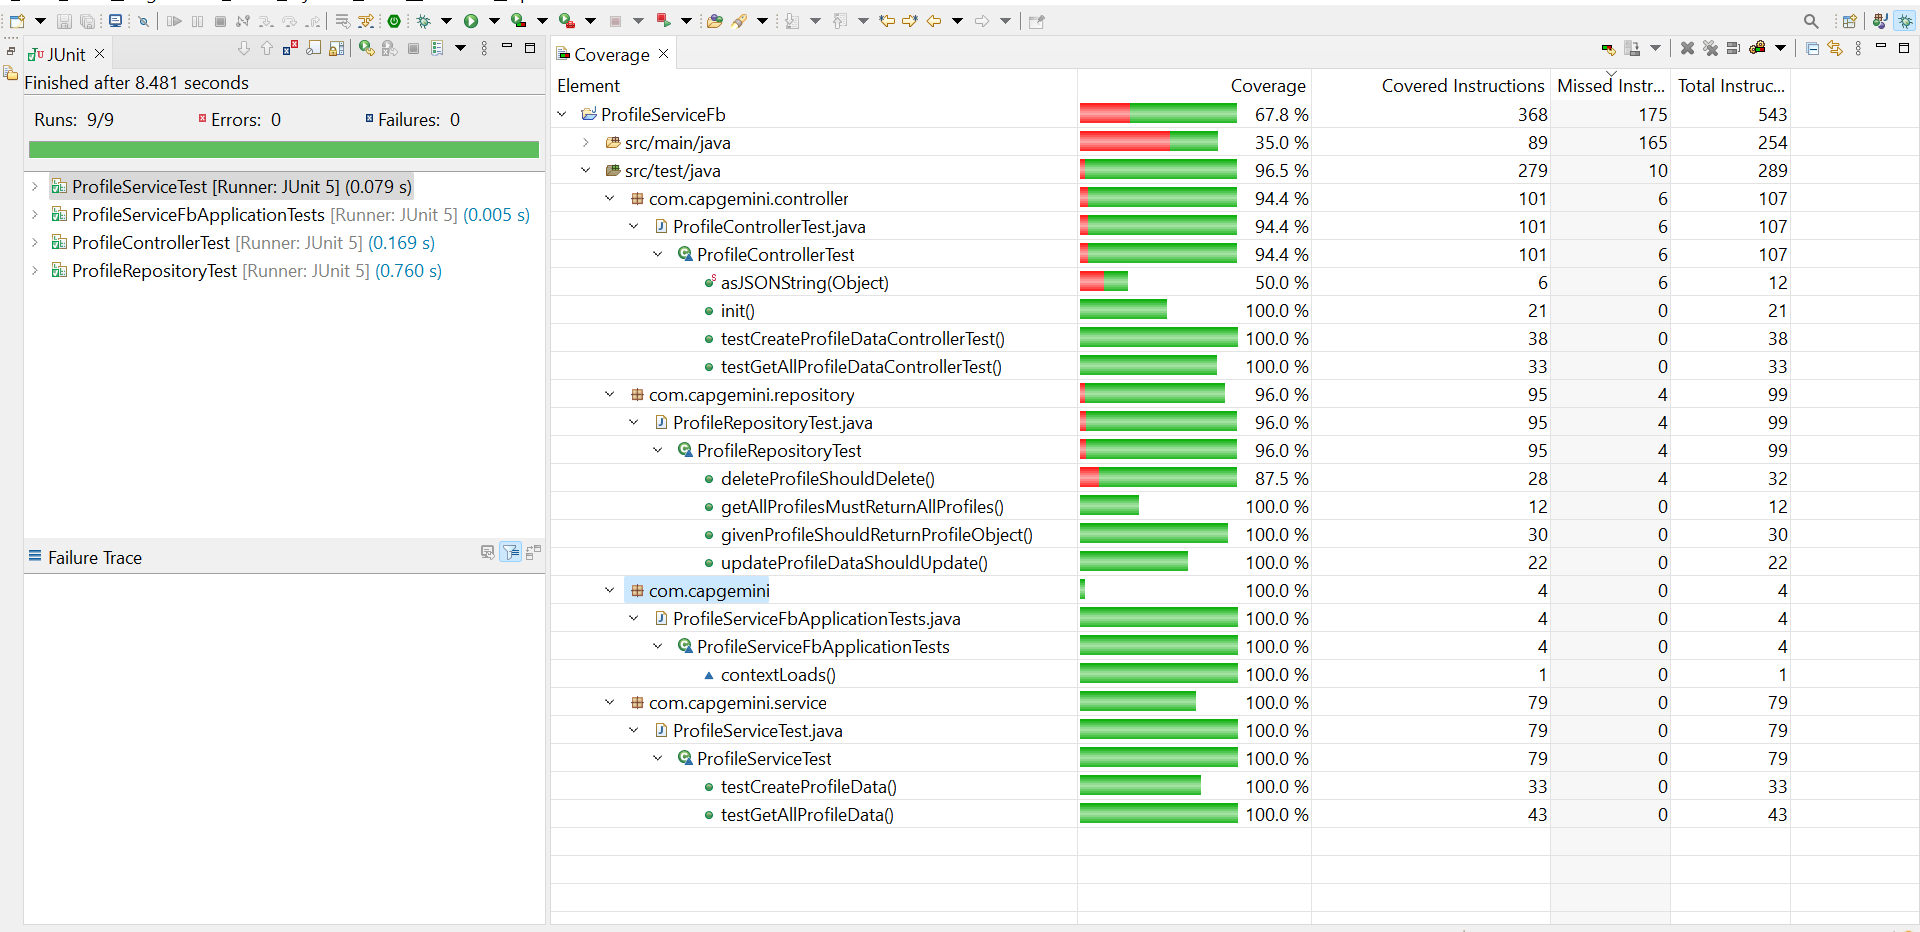 JUnit
Finished after 8.481 seconds
Runs: 9/9 Errors: 0 Failures: 0
ProfileServiceTest [Runner: JUnit 5] (0.079 s)
ProfileServiceFbApplicationTests [Runner: JUnit 5] (0.005 s)
ProfileControllerTest [Runner: JUnit 5] (0.169 s)
ProfileRepositoryTest [Runner: JUnit 5] (0.760 s)
Failure Trace
Coverage
Element Coverage Covered Instructions Missed Instr... Total Instruc...
ProfileServiceFb 67.8 % 368 175 543
src/main/java 35.0 % 89 165 254
src/test/java 96.5 % 279 10 289
com.capgemini.controller 94.4 % 101 6 107
ProfileControllerTest.java 94.4 % 101 6 107
ProfileControllerTest 94.4 % 101 6 107
asJSONString(Object) 50.0 % 6 6 12
init() 100.0 % 21 0 21
testCreateProfileDataControllerTest() 100.0 % 38 0 38
testGetAllProfileDataControllerTest() 100.0 % 33 0 33
com.capgemini.repository 96.0 % 95 4 99
ProfileRepositoryTest.java 96.0 % 95 4 99
ProfileRepositoryTest 96.0 % 95 4 99
deleteProfileShouldDelete() 87.5 % 28 4 32
getAllProfilesMustReturnAllProfiles() 100.0 % 12 0 12
givenProfileShouldReturnProfileObject() 100.0 % 30 0 30
updateProfileDataShouldUpdate() 100.0 % 22 0 22
com.capgemini 100.0 % 4 0 4
ProfileServiceFbApplicationTests.java 100.0 % 4 0 4
ProfileServiceFbApplicationTests 100.0 % 4 0 4
contextLoads() 100.0 % 1 0 1
com.capgemini.service 100.0 % 79 0 79
ProfileServiceTest.java 100.0 % 79 0 79
ProfileServiceTest 100.0 % 79 0 79
testCreateProfileData() 100.0 % 33 0 33
testGetAllProfileData() 100.0 % 43 0 43